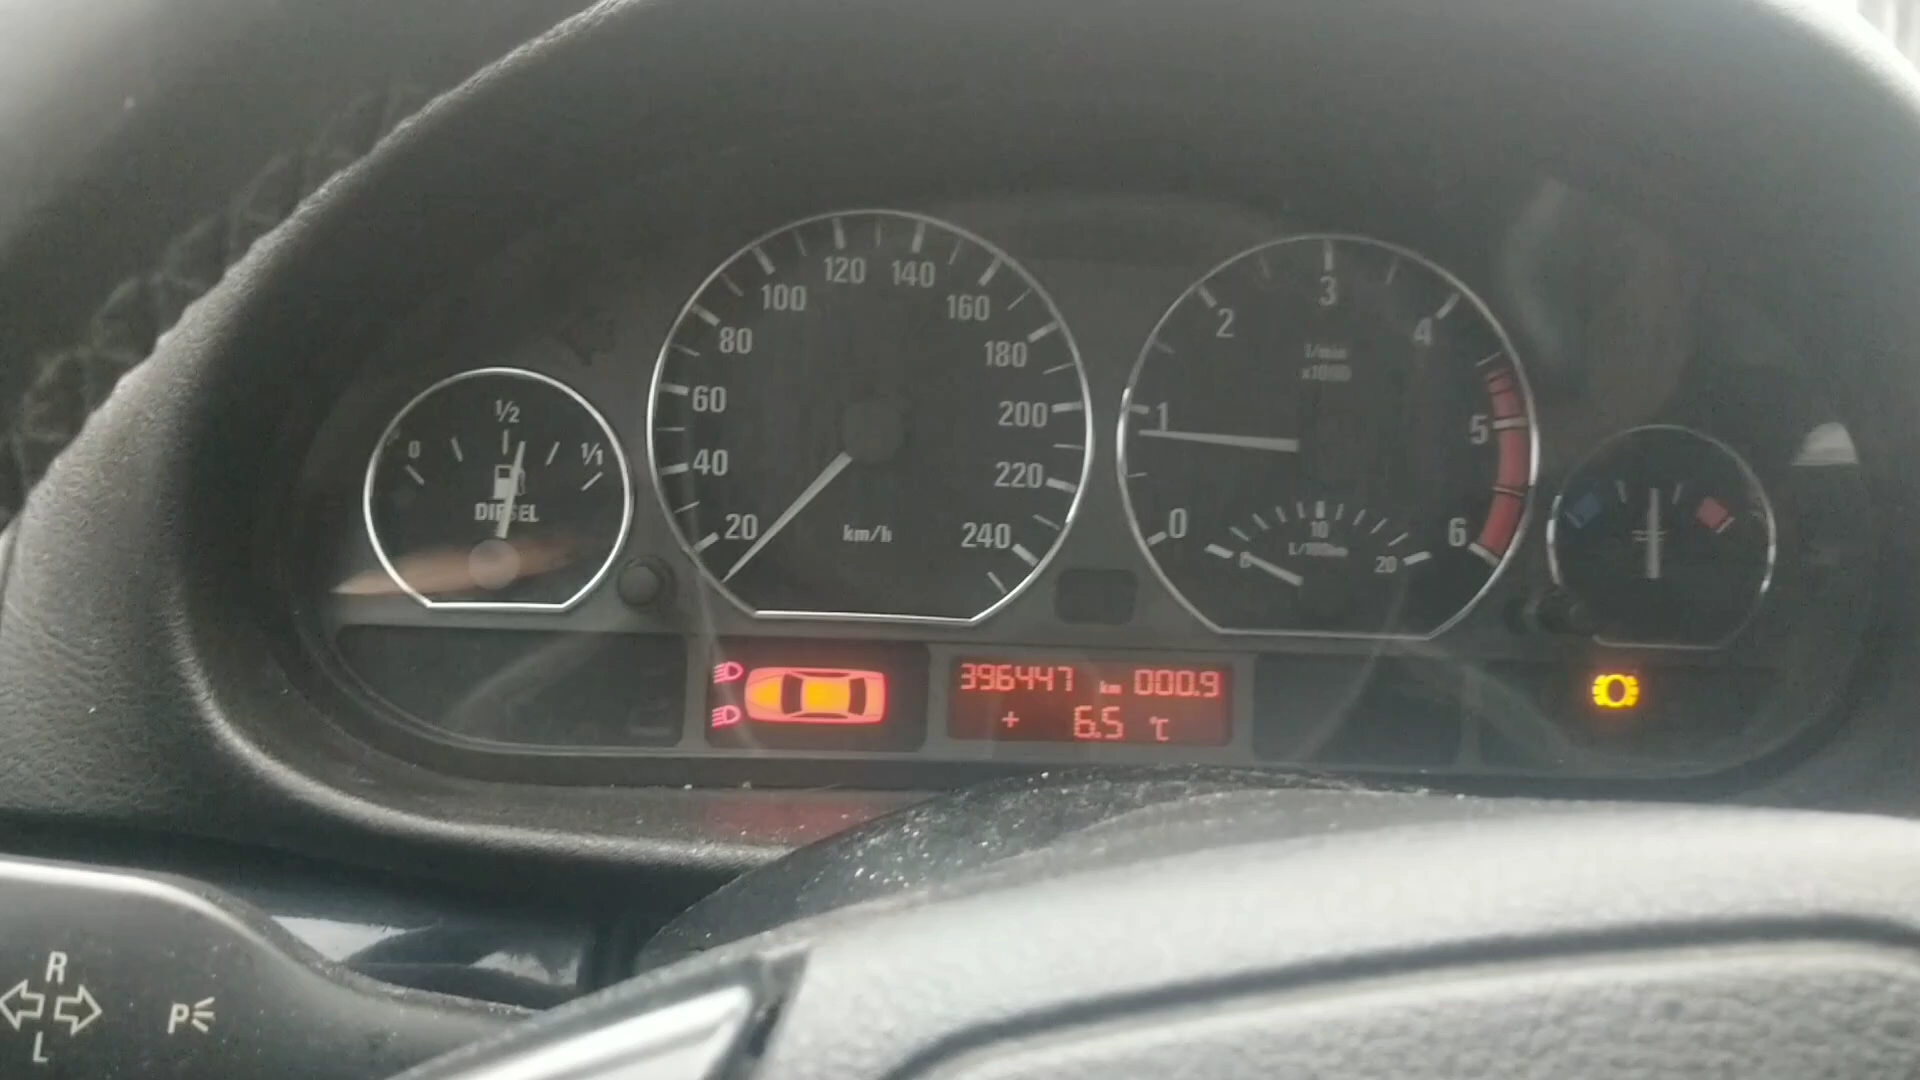 0 1/2 1/1
DIESEL
20 40 60 80 100 120 140 160 180 200 220 240
km/h
0 1 2 3 4 5 6
1/min
x1000
0 10 20
L/100km
396447 km 000.9
+ 6.5 °C
R
L
P